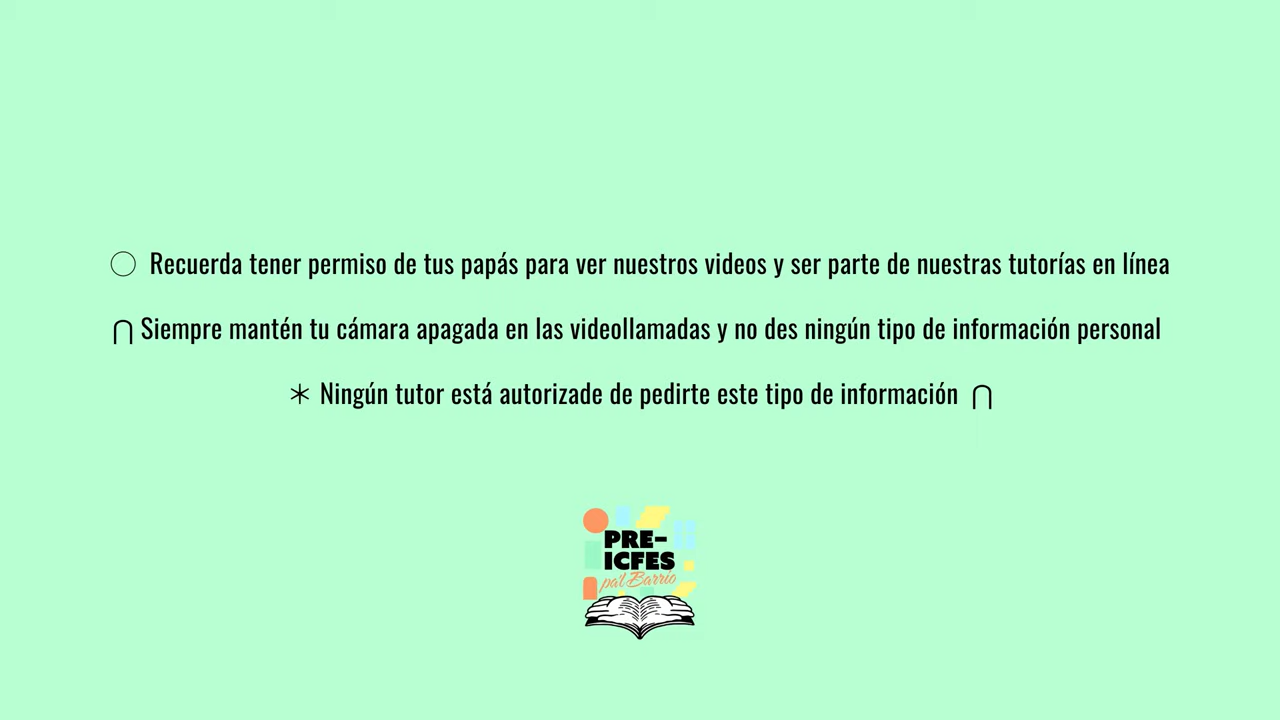 ◯ Recuerda tener permiso de tus papás para ver nuestros videos y ser parte de nuestras tutorías en línea
⋂ Siempre mantén tu cámara apagada en las videollamadas y no des ningún tipo de información personal
✳ Ningún tutor está autorizade de pedirte este tipo de información ⋂
PRE-
ICFES
pa'l Barrio